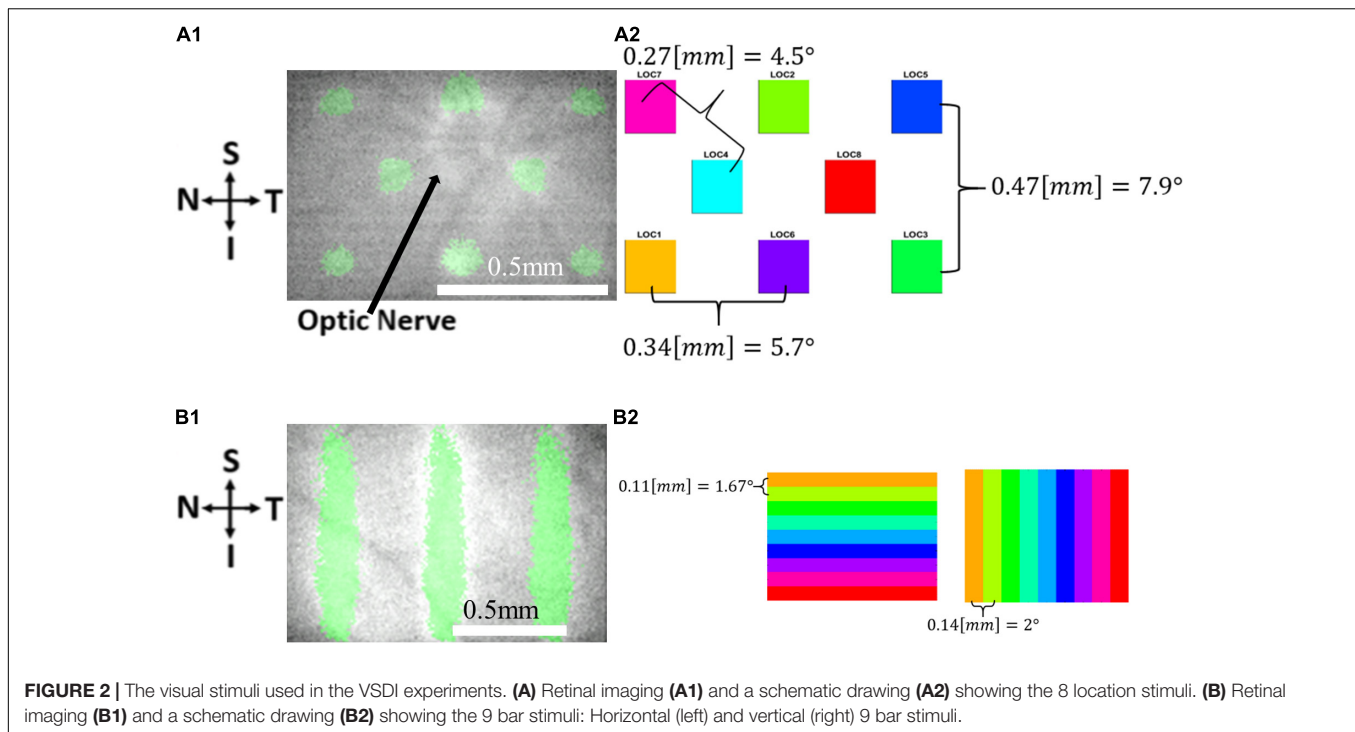 A1
A2
0.27[mm] = 4.5°
LOC7
LOC2
LOC5
S
N
T
I
LOC4
LOC8
0.47[mm] = 7.9°
LOC1
LOC6
LOC3
0.5mm
Optic Nerve
0.34[mm] = 5.7°
B1
B2
S
N
T
I
0.11[mm] = 1.67°
0.5mm
0.14[mm] = 2°
FIGURE 2 | The visual stimuli used in the VSDI experiments. (A) Retinal imaging (A1) and a schematic drawing (A2) showing the 8 location stimuli. (B) Retinal
imaging (B1) and a schematic drawing (B2) showing the 9 bar stimuli: Horizontal (left) and vertical (right) 9 bar stimuli.